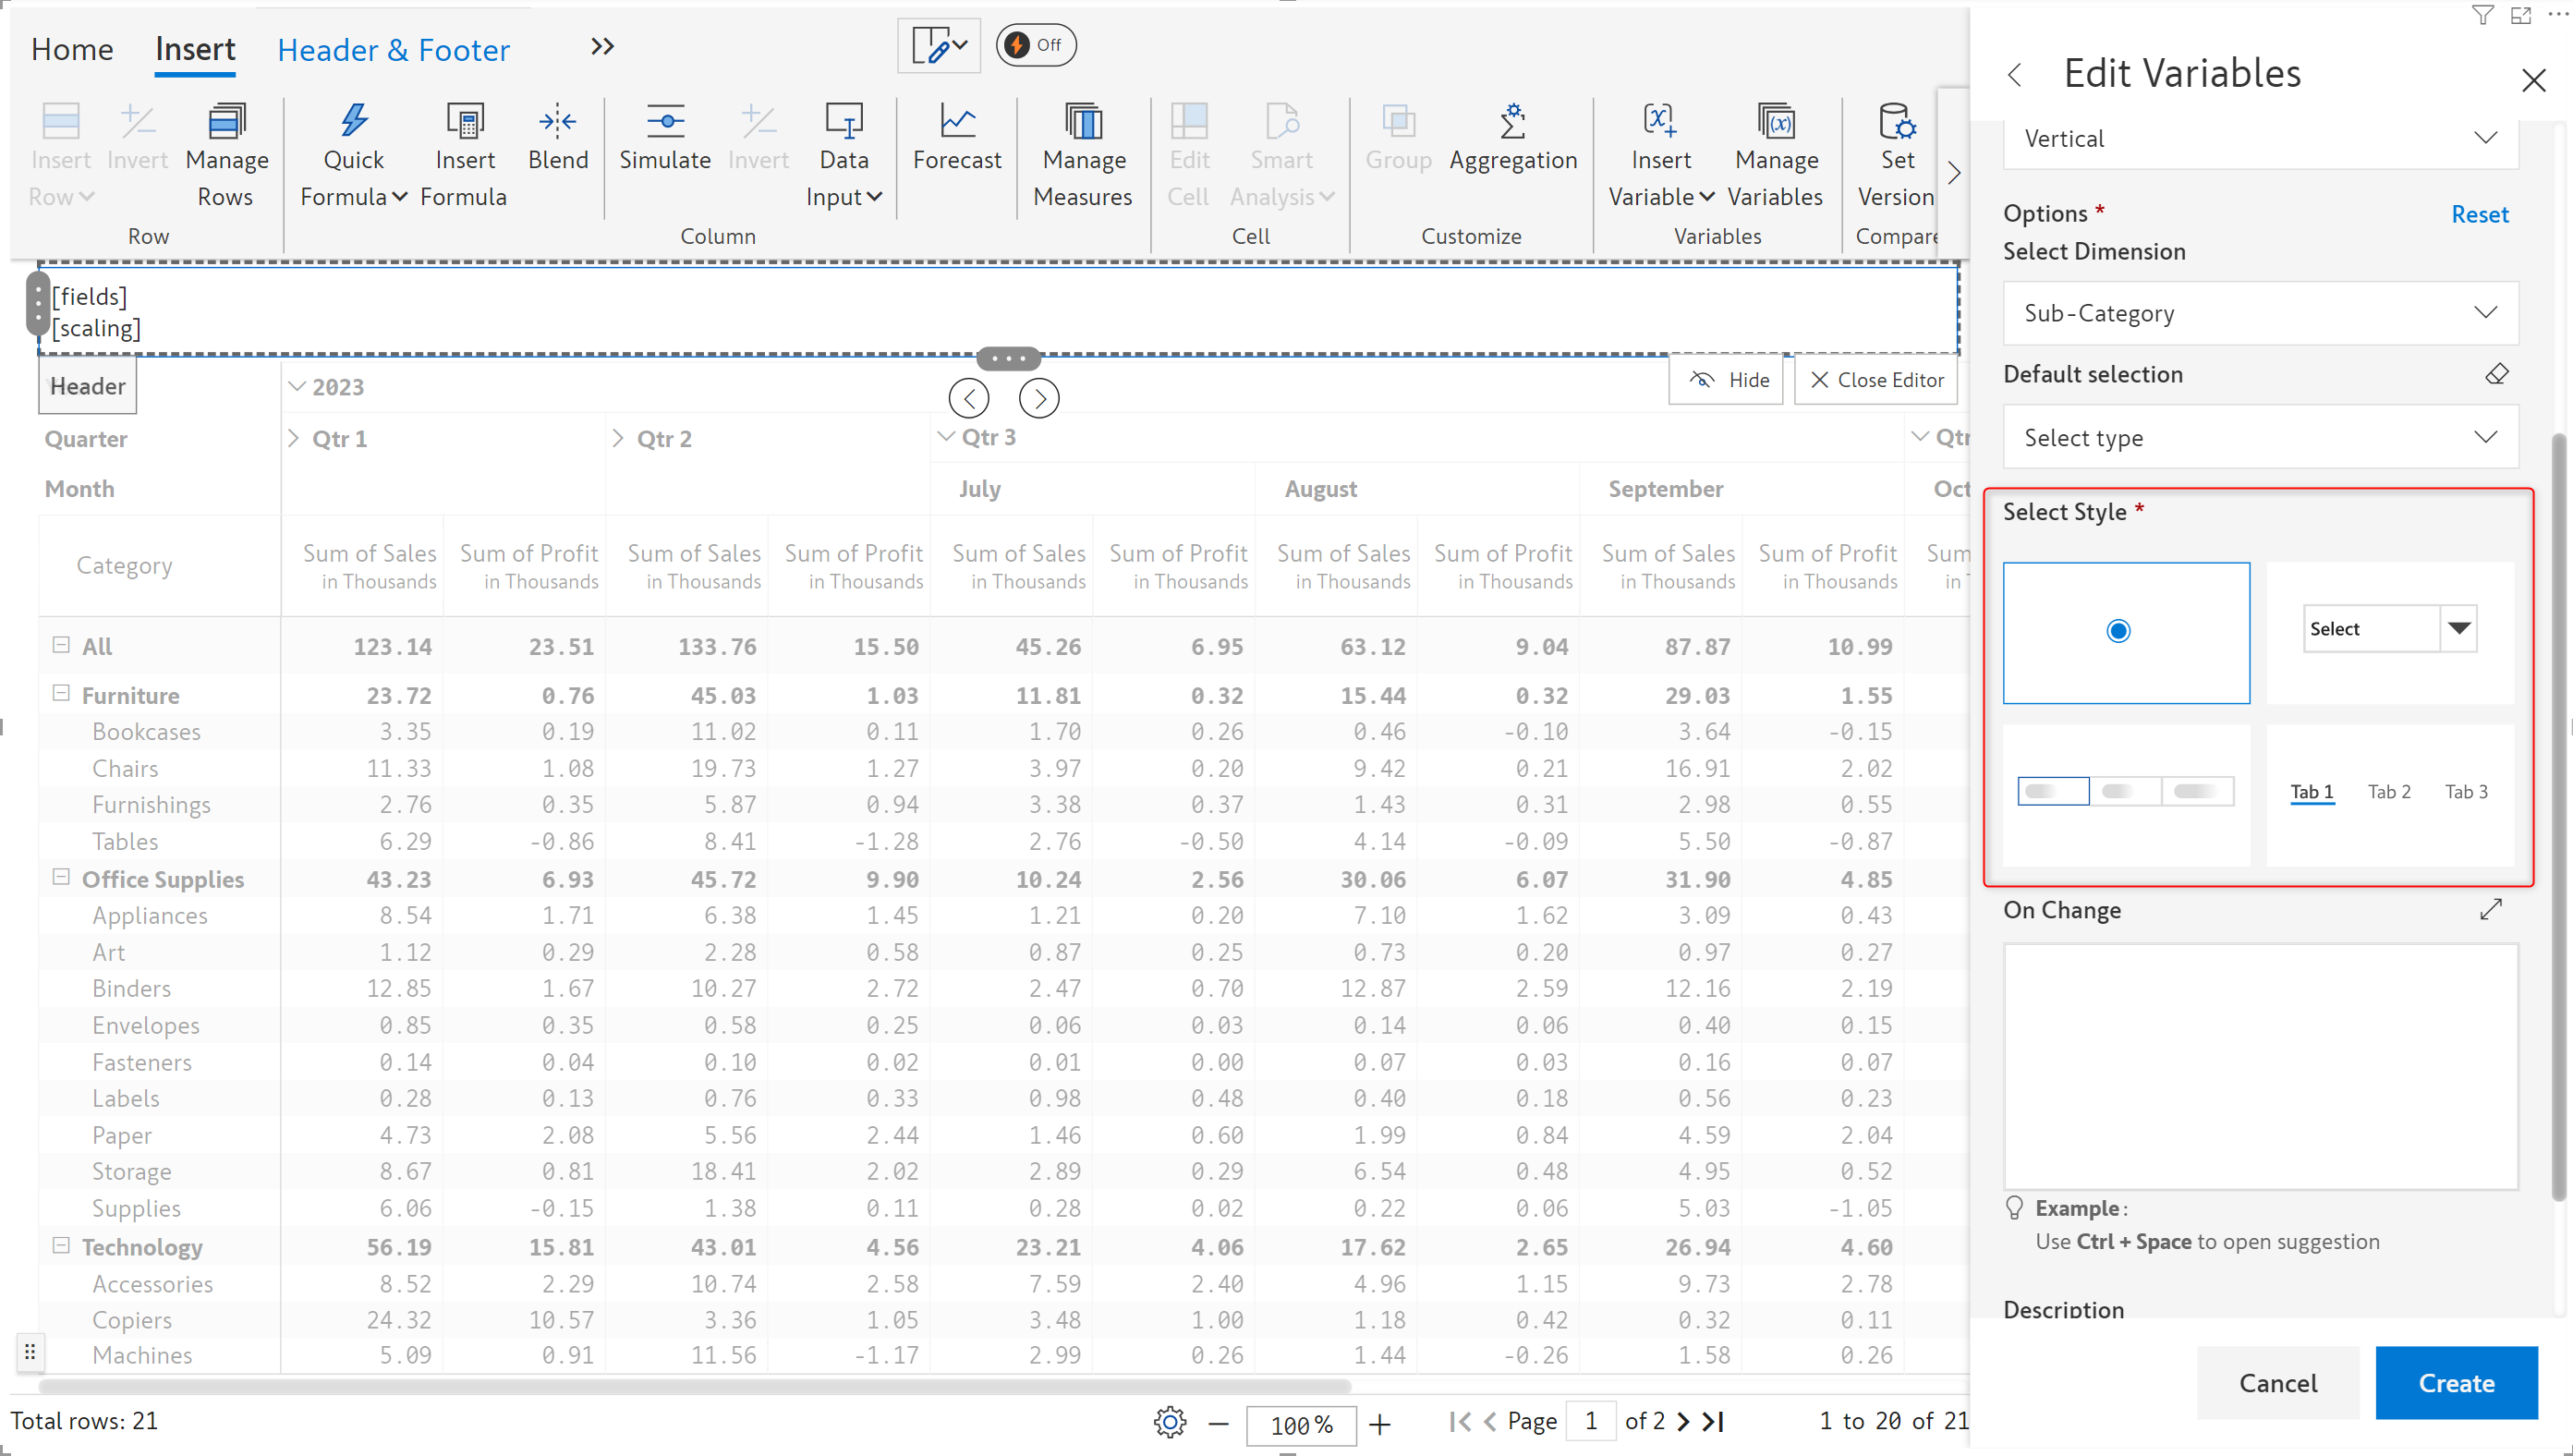 Home Insert Header & Footer Off
Insert Row Invert Manage Rows Quick Formula Insert Formula Blend Simulate Invert Data Input Forecast Manage Measures Edit Cell Smart Analysis Group Aggregation Insert Variable Manage Variables Set Version
Row Column Cell Customize Variables Compare
[fields]
[scaling]
Header
Hide Close Editor
2023
Quarter Qtr 1 Qtr 2 Qtr 3 Qtr
Month July August September Oct
Category Sum of Sales Sum of Profit Sum of Sales Sum of Profit Sum of Sales Sum of Profit Sum of Sales Sum of Profit Sum of Sales Sum of Profit Sum
in Thousands in Thousands in Thousands in Thousands in Thousands in Thousands in Thousands in Thousands in Thousands in Thousands in
All 123.14 23.51 133.76 15.50 45.26 6.95 63.12 9.04 87.87 10.99
Furniture 23.72 0.76 45.03 1.03 11.81 0.32 15.44 0.32 29.03 1.55
Bookcases 3.35 0.19 11.02 0.11 1.70 0.26 0.46 -0.10 3.64 -0.15
Chairs 11.33 1.08 19.73 1.27 3.97 0.20 9.42 0.21 16.91 2.02
Furnishings 2.76 0.35 5.87 0.94 3.38 0.37 1.43 0.31 2.98 0.55
Tables 6.29 -0.86 8.41 -1.28 2.76 -0.50 4.14 -0.09 5.50 -0.87
Office Supplies 43.23 6.93 45.72 9.90 10.24 2.56 30.06 6.07 31.90 4.85
Appliances 8.54 1.71 6.38 1.45 1.21 0.20 7.10 1.62 3.09 0.43
Art 1.12 0.29 2.28 0.58 0.87 0.25 0.73 0.20 0.97 0.27
Binders 12.85 1.67 10.27 2.72 2.47 0.70 12.87 2.59 12.16 2.19
Envelopes 0.85 0.35 0.58 0.25 0.06 0.03 0.14 0.06 0.40 0.15
Fasteners 0.14 0.04 0.10 0.02 0.01 0.00 0.07 0.03 0.16 0.07
Labels 0.28 0.13 0.76 0.33 0.98 0.48 0.40 0.18 0.56 0.23
Paper 4.73 2.08 5.56 2.44 1.46 0.60 1.99 0.84 4.59 2.04
Storage 8.67 0.81 18.41 2.02 2.89 0.29 6.54 0.48 4.95 0.52
Supplies 6.06 -0.15 1.38 0.11 0.28 0.02 0.22 0.06 5.03 -1.05
Technology 56.19 15.81 43.01 4.56 23.21 4.06 17.62 2.65 26.94 4.60
Accessories 8.52 2.29 10.74 2.58 7.59 2.40 4.96 1.15 9.73 2.78
Copiers 24.32 10.57 3.36 1.05 3.48 1.00 1.18 0.42 0.32 0.11
Machines 5.09 0.91 11.56 -1.17 2.99 0.26 1.44 -0.26 1.58 0.26
Total rows: 21 100% Page 1 of 2 1 to 20 of 21
Edit Variables
Vertical
Options * Reset
Select Dimension
Sub-Category
Default selection
Select type
Select Style *
Select
Tab 1 Tab 2 Tab 3
On Change
Example:
Use Ctrl + Space to open suggestion
Description
Cancel Create